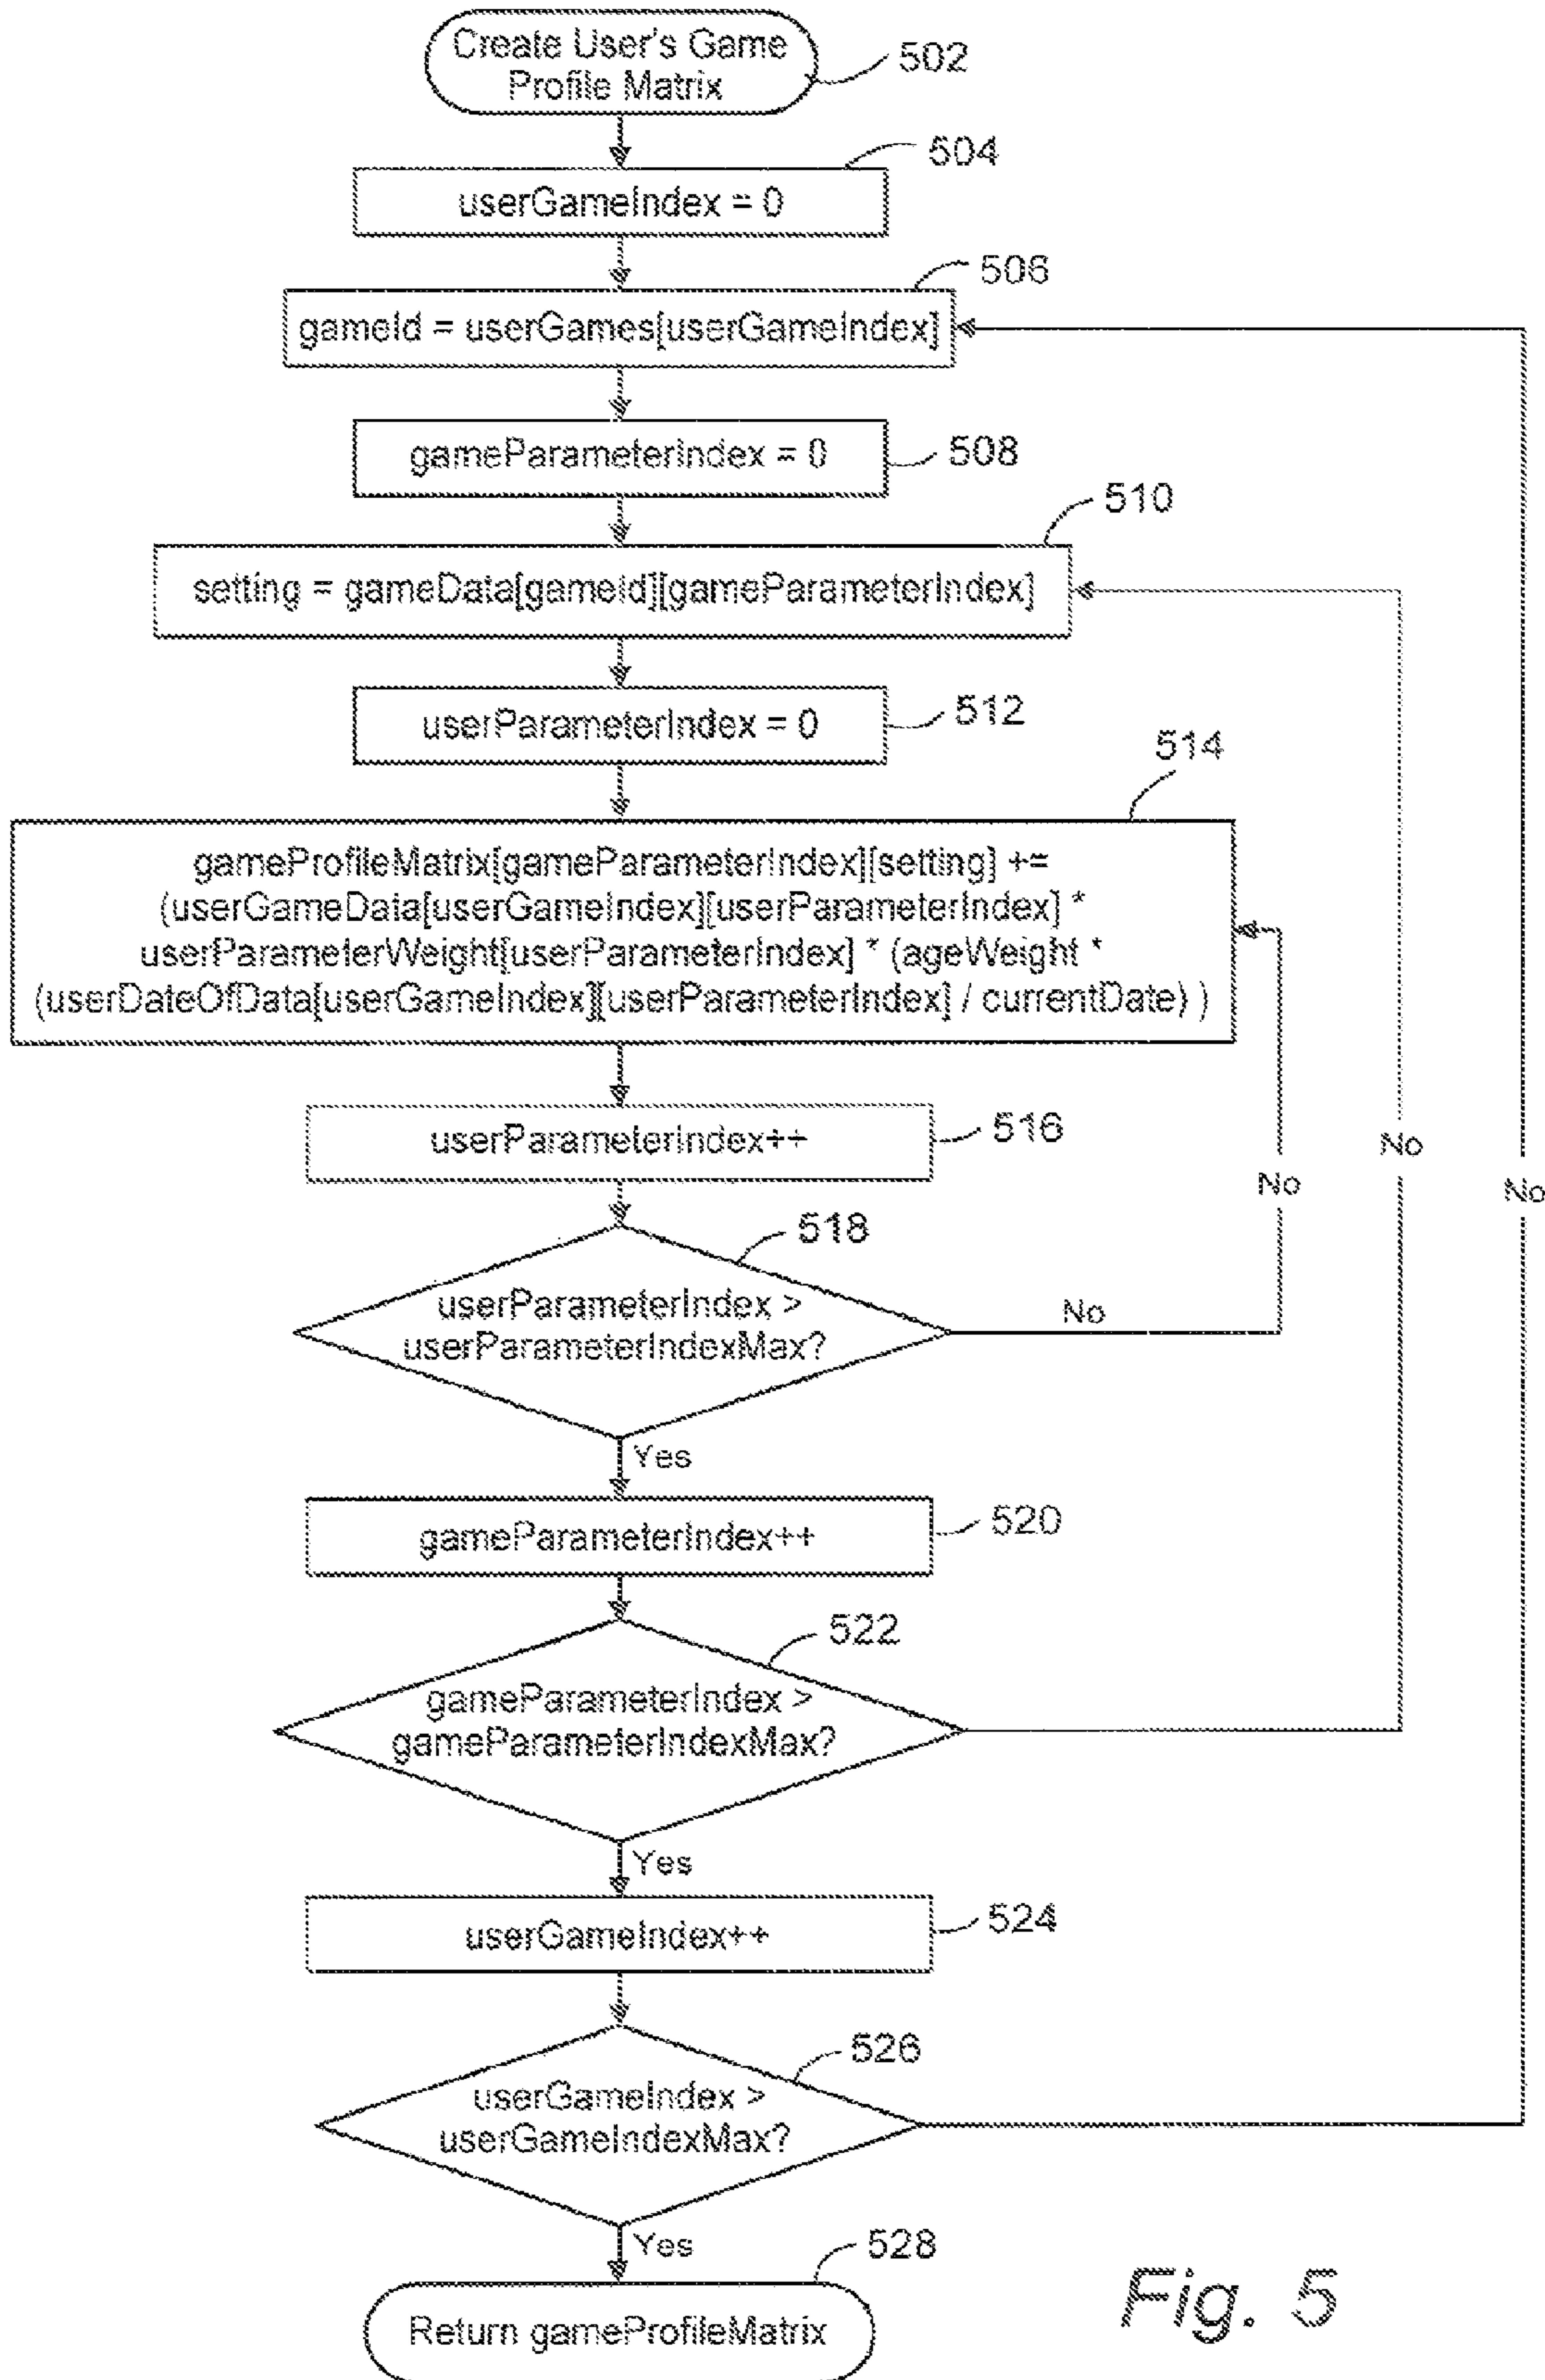 Create User's Game
Profile Matrix
502
504
userGameIndex = 0
506
gameId = userGames[userGameIndex]
gameParameterIndex = 0
508
510
setting = gameData[gameId][gameParameterIndex]
userParameterIndex = 0
512
514
gameProfileMatrix[gameParameterIndex][setting} +=
(userGameData[userGameIndex][userParameterIndex] *
userParameterWeight[userParameterIndex] * (ageWeight *
(userDateOfData[userGameIndex][userParameterIndex] / currentDate) )
userParameterIndex++
516
No
No
No
518
userParameterIndex >
userParameterIndexMax?
No
Yes
gameParameterIndex++
520
522
gameParameterIndex >
gameParameterIndexMax?
Yes
userGameIndex++
524
526
userGameIndex >
userGameIndexMax?
Yes
528
Return gameProfileMatrix
Fig. 5